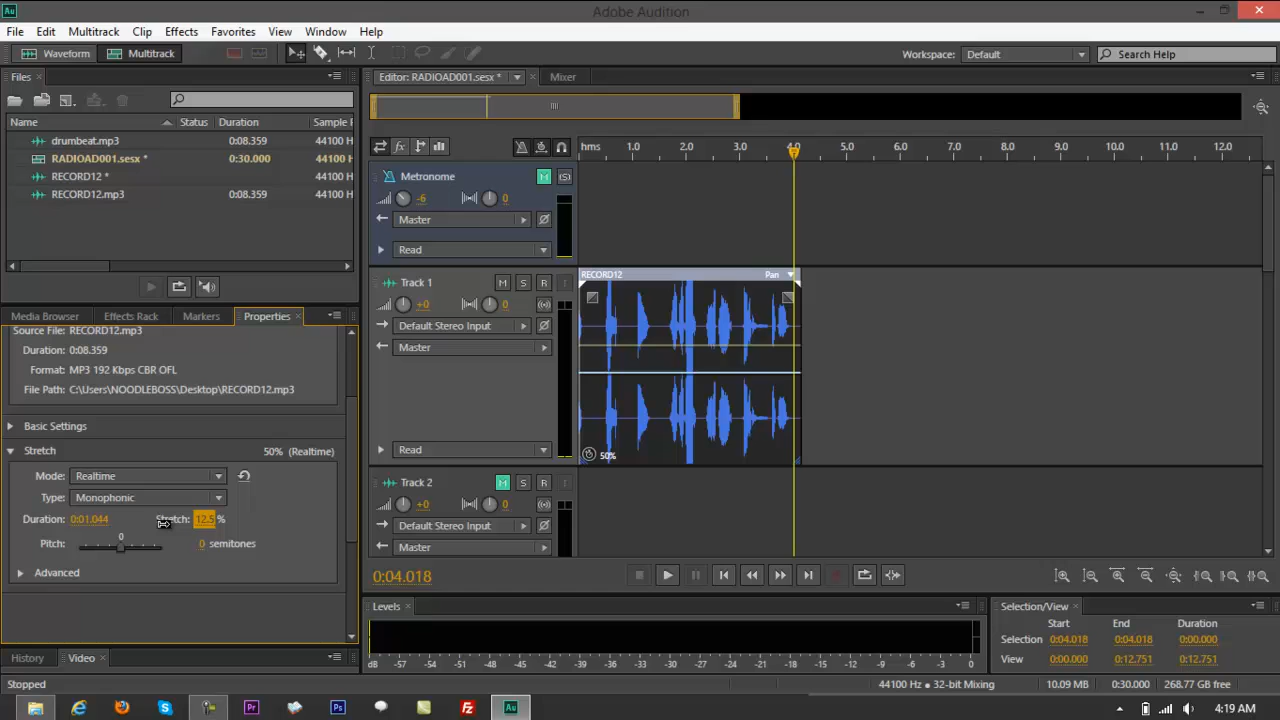 Au
Adobe Audition
File Edit Multitrack Clip Effects Favorites View Window Help
Waveform Multitrack
Workspace: Default Search Help
Files
Name Status Duration Sample R
drumbeat.mp3 0:08.359 44100 H
RADIOAD001.sesx * 0:30.000 44100 H
RECORD12 * 44100 H
RECORD12.mp3 0:08.359 44100 H
Media Browser Effects Rack Markers Properties
Source File: RECORD12.mp3
Duration: 0:08.359
Format: MP3 192 Kbps CBR OFL
File Path: C:\Users\NOODLEBOSS\Desktop\RECORD12.mp3
Basic Settings
Stretch 50% (Realtime)
Mode: Realtime
Type: Monophonic
Duration: 0:01.044 Stretch: 12.5 %
0
Pitch: 0 semitones
Advanced
History Video
Editor: RADIOAD001.sesx * Mixer
fx
hms 1.0 2.0 3.0 4.0 5.0 6.0 7.0 8.0 9.0 10.0 11.0 12.0
Metronome M (S)
-6 0
Master
Read
Track 1 M S R I
+0 0
Default Stereo Input
Master
Read
RECORD12 Pan
50%
Track 2 M S R I
+0 0
Default Stereo Input
Master
0:04.018
Levels
dB -57 -54 -51 -48 -45 -42 -39 -36 -33 -30 -27 -24 -21 -18 -15 -12 -9 -6 -3 0
Selection/View
Start End Duration
Selection 0:04.018 0:04.018 0:00.000
View 0:00.000 0:12.751 0:12.751
Stopped 44100 Hz ● 32-bit Mixing 10.09 MB 0:30.000 268.77 GB free
Pr Ps Fz Au
4:19 AM